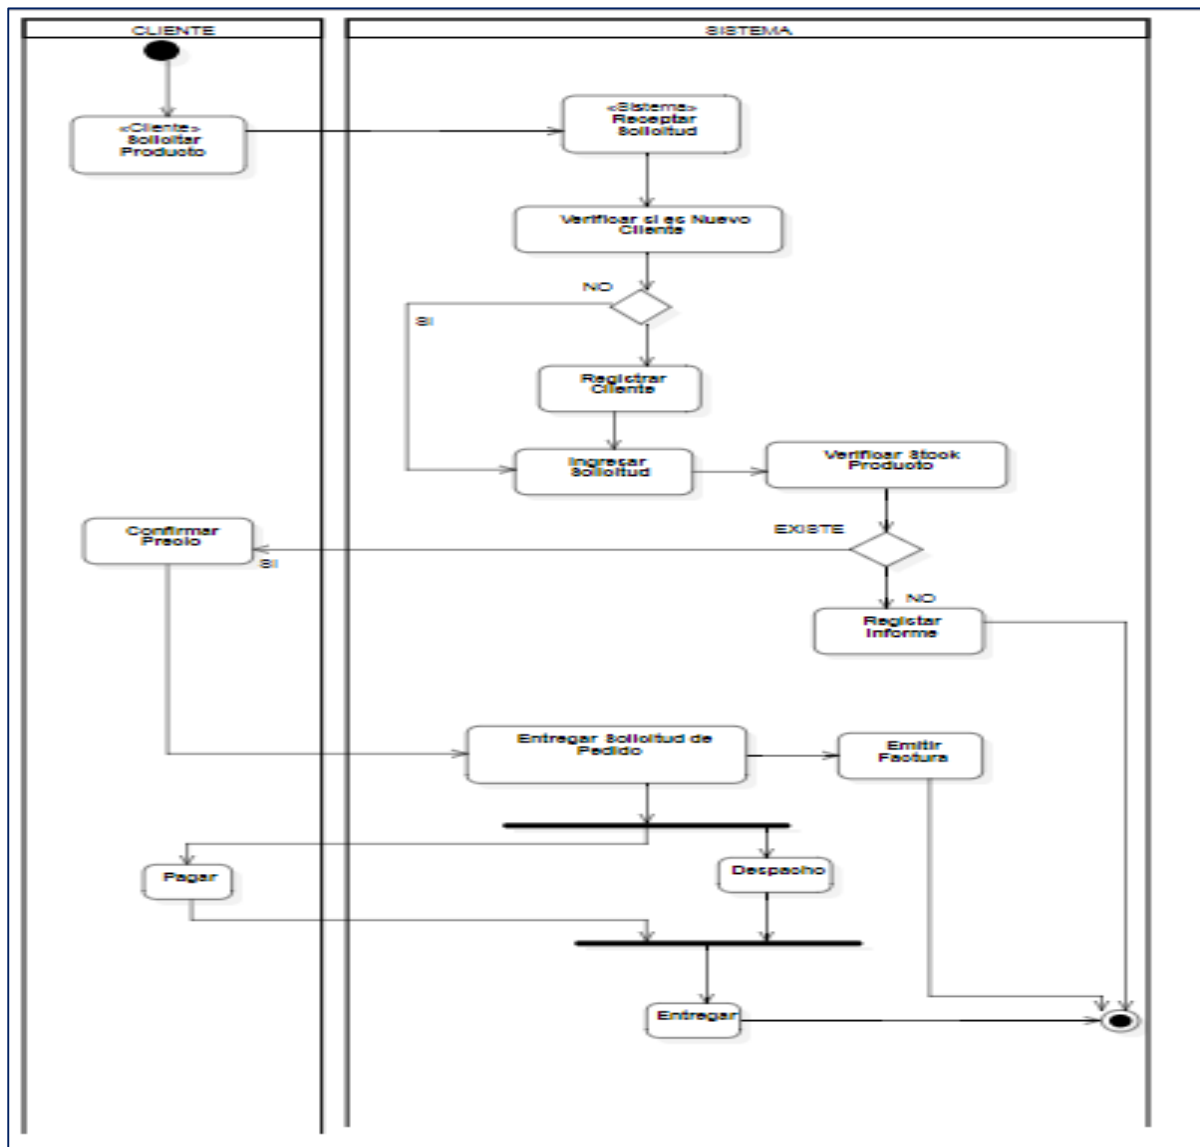 CLIENTE
SISTEMA
«Cliente»
Solicitar
Producto
«Sistema»
Receptar
Solicitud
Verificar si es Nuevo
Cliente
NO
SI
Registrar
Cliente
Ingresar
Solicitud
Verificar Stock
Producto
EXISTE
Confirmar
Precio
SI
NO
Registar
Informe
Entregar Solicitud de
Pedido
Emitir
Factura
Pagar
Despacho
Entregar